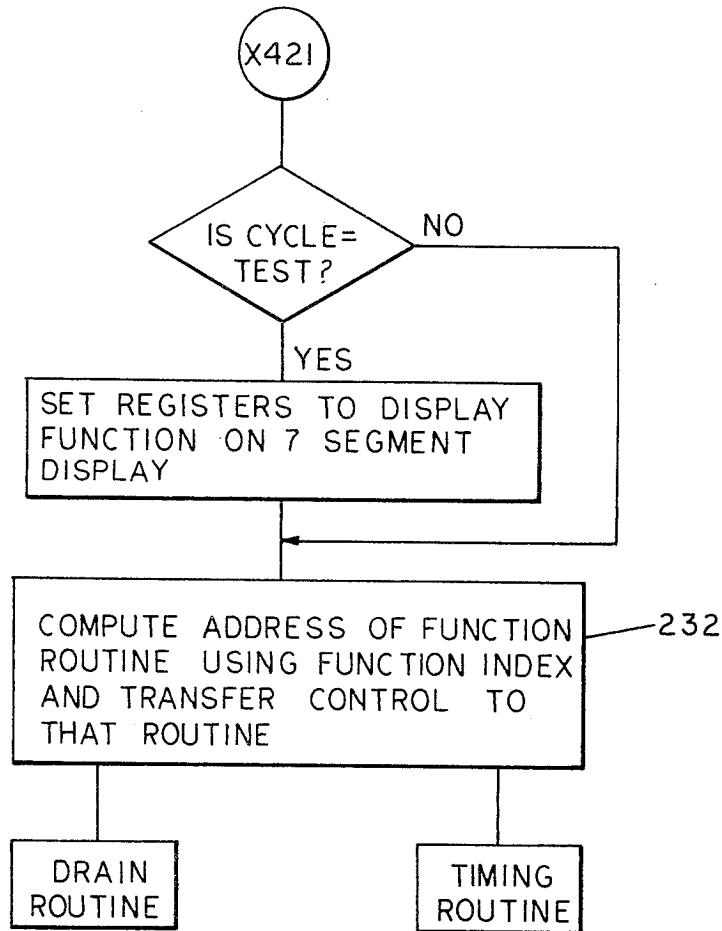 X421
IS CYCLE=
TEST?
NO
YES
SET REGISTERS TO DISPLAY
FUNCTION ON 7 SEGMENT
DISPLAY
COMPUTE ADDRESS OF FUNCTION
ROUTINE USING FUNCTION INDEX
AND TRANSFER CONTROL TO
THAT ROUTINE
232
DRAIN
ROUTINE
TIMING
ROUTINE